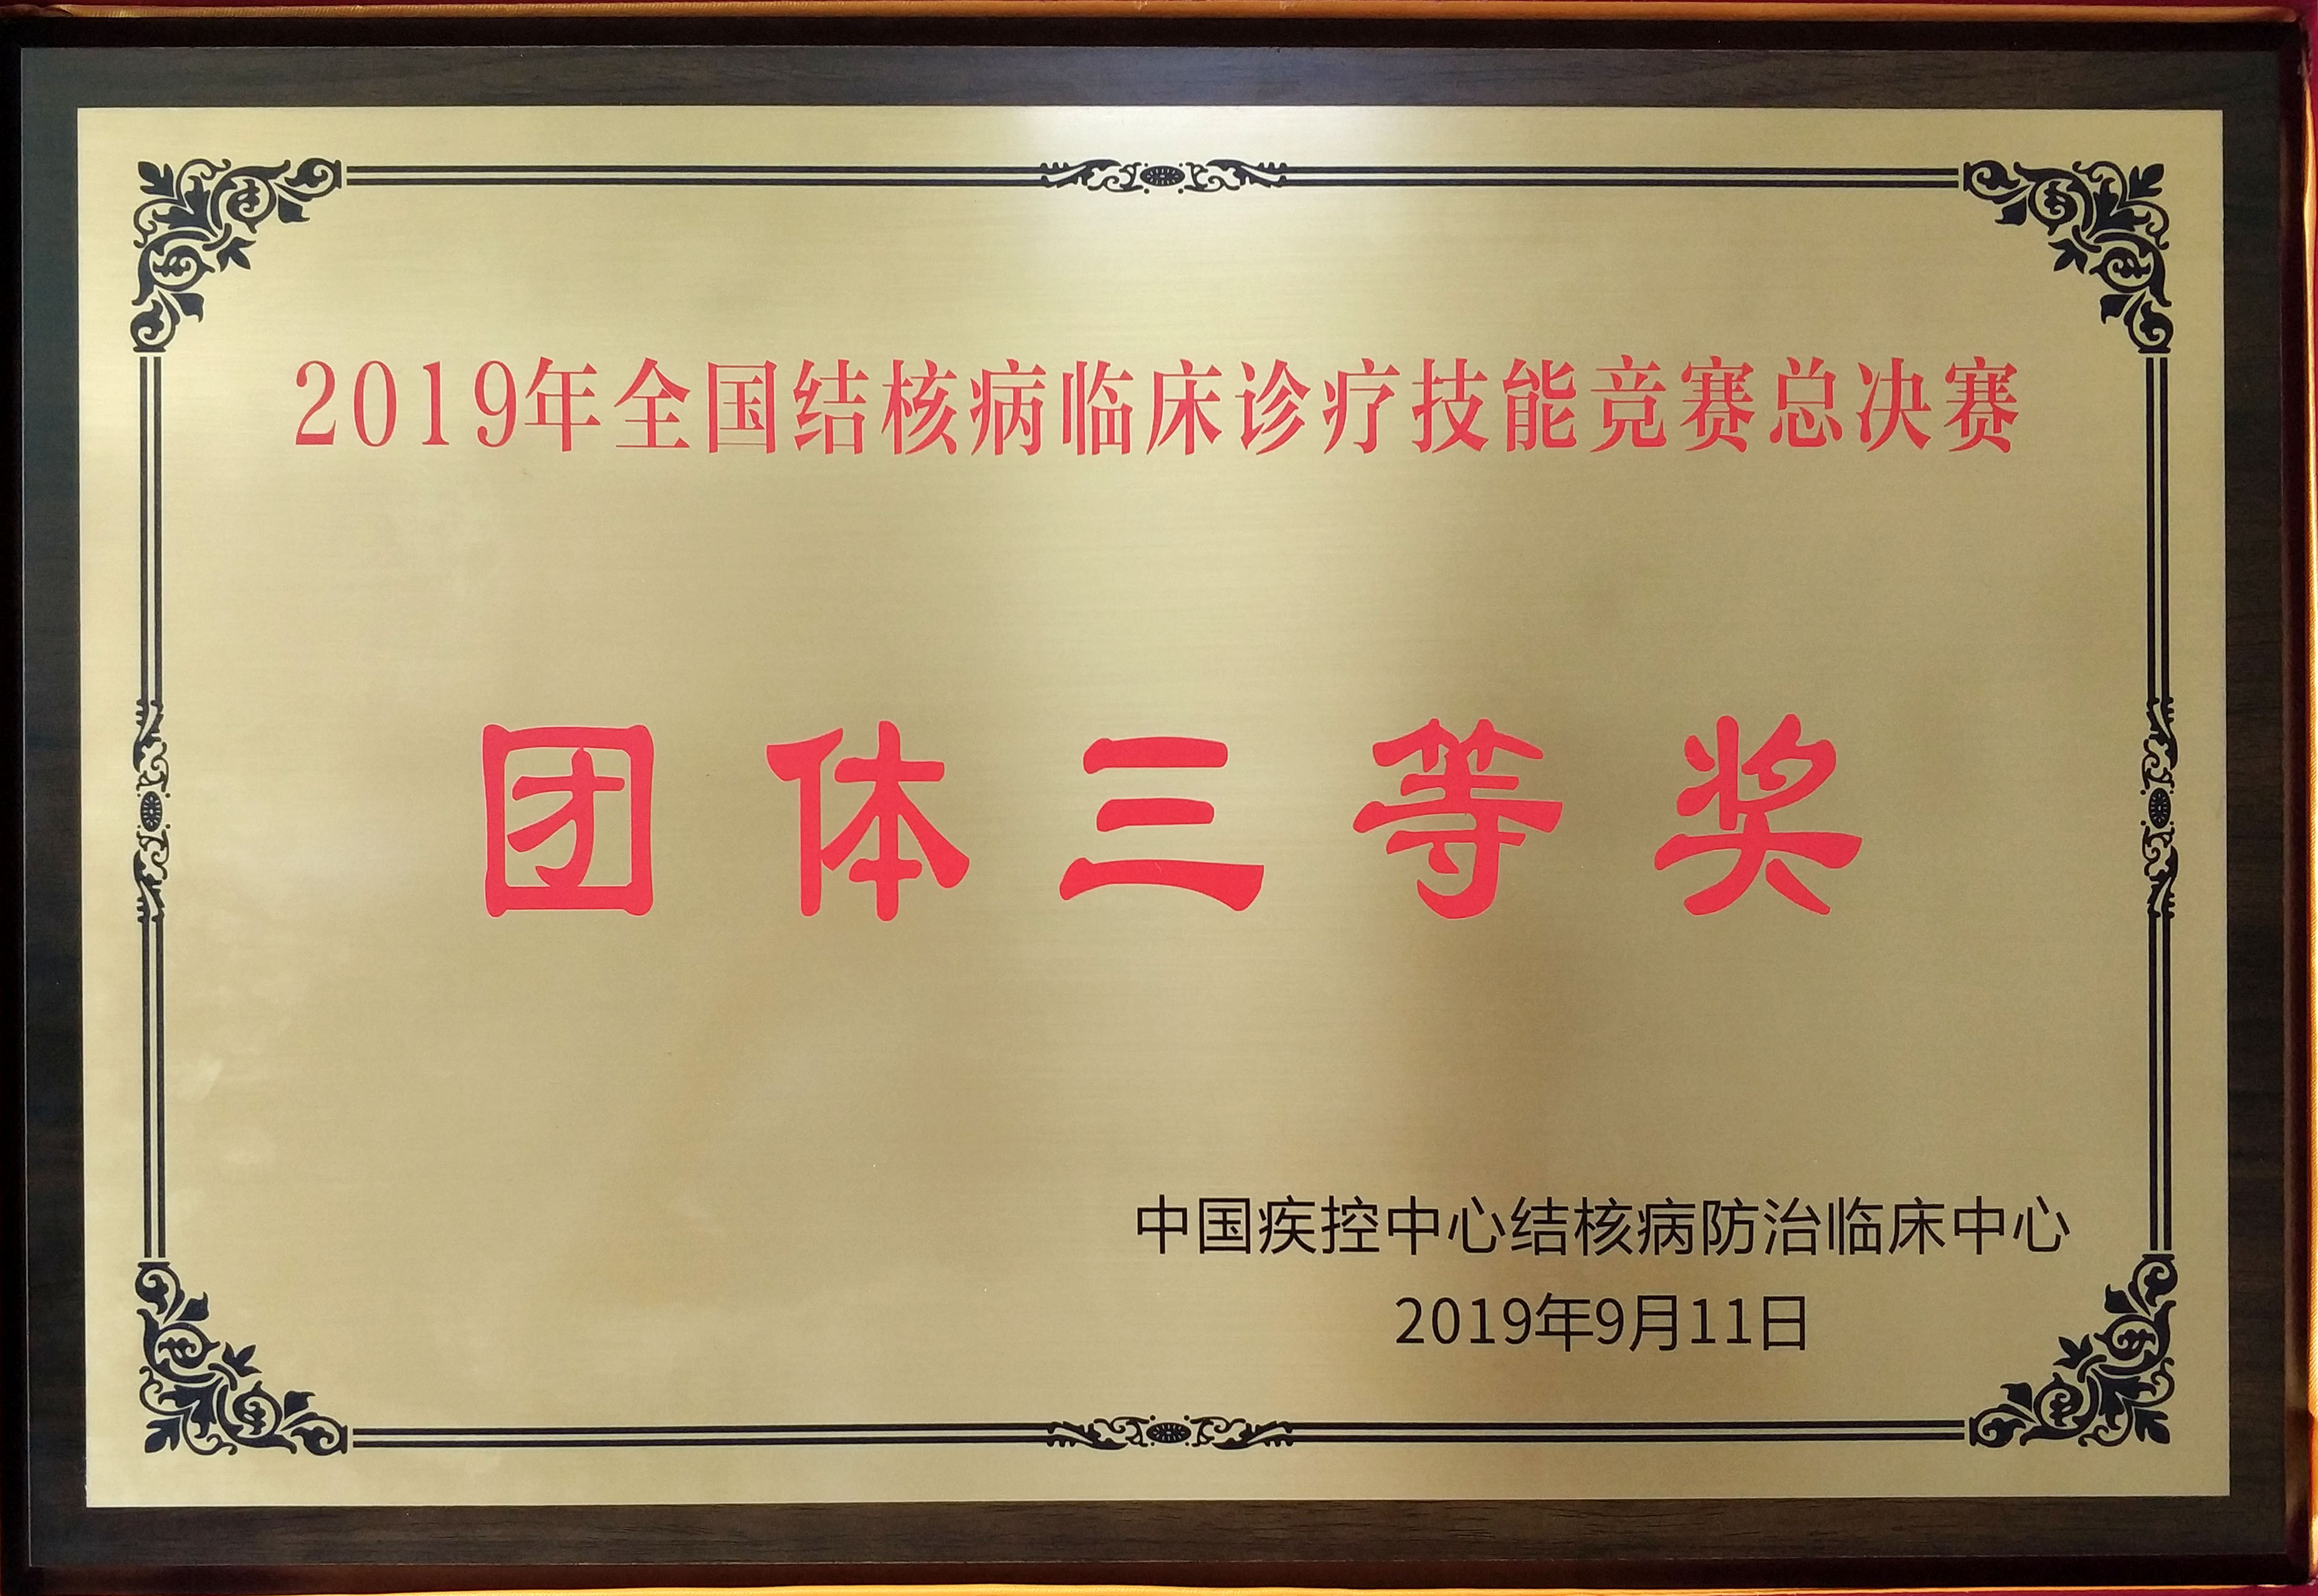 2019年全国结核病临床诊疗技能竞赛总决赛
团体三等奖
中国疾控中心结核病防治临床中心
2019年9月11日